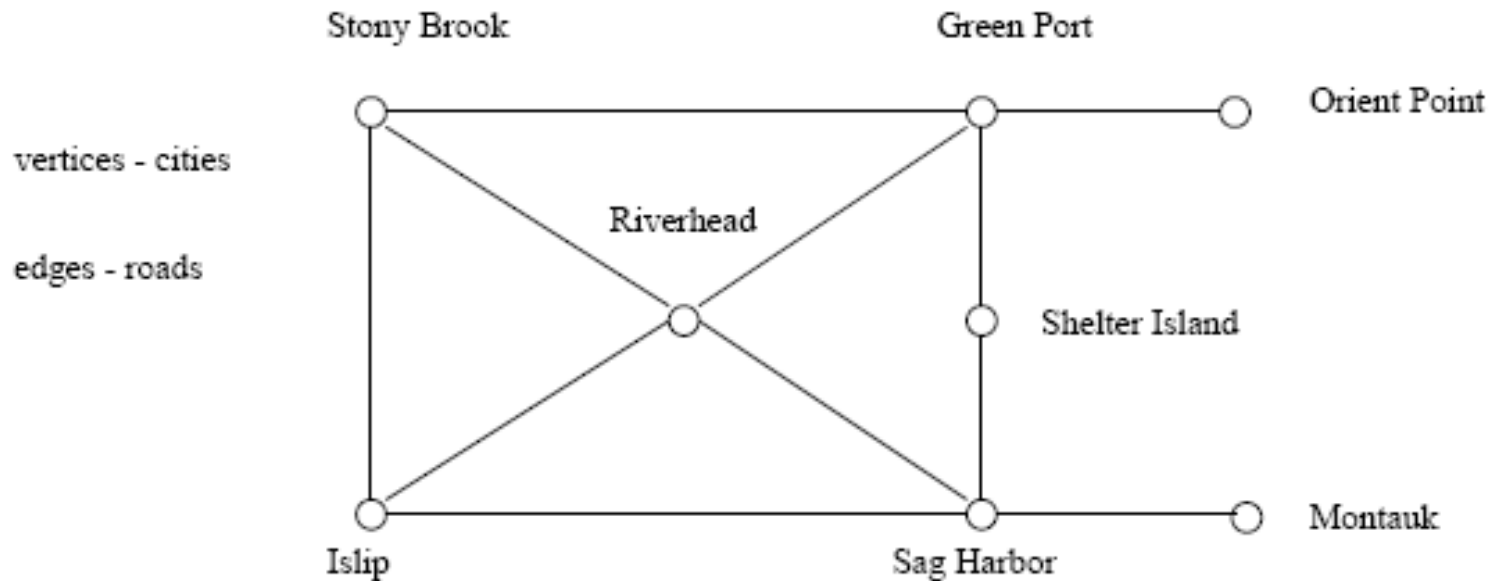 Stony Brook
Green Port
Orient Point
vertices - cities
Riverhead
edges - roads
Shelter Island
Montauk
Islip
Sag Harbor